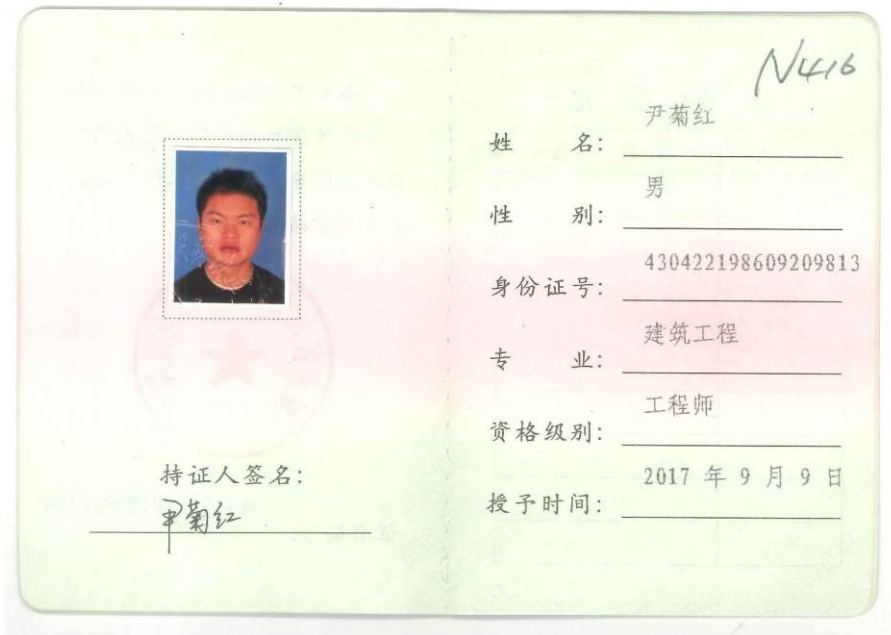 N416
姓 名: 尹菊红
性 别: 男
身份证号: 430422198609209813
专 业: 建筑工程
资格级别: 工程师
授予时间: 2017 年 9 月 9 日
持证人签名:
尹菊红